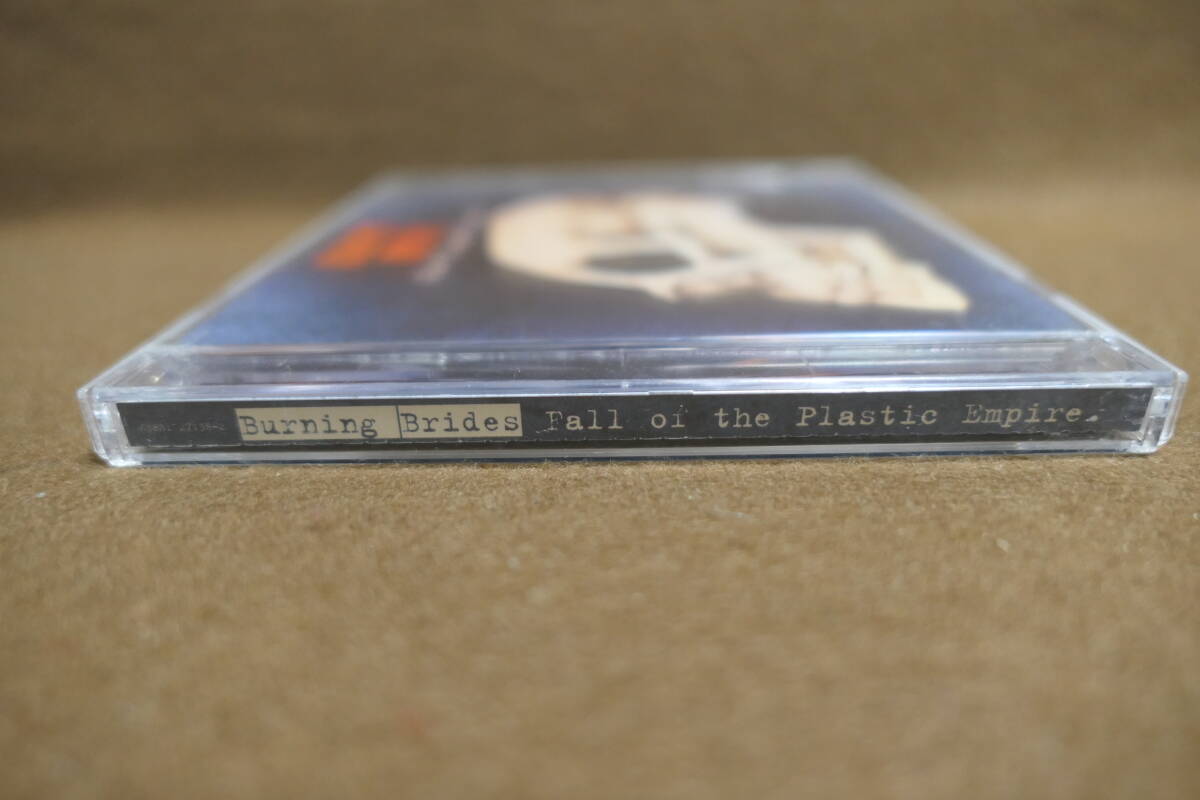 Burning Brides Fall of the Plastic Empire.